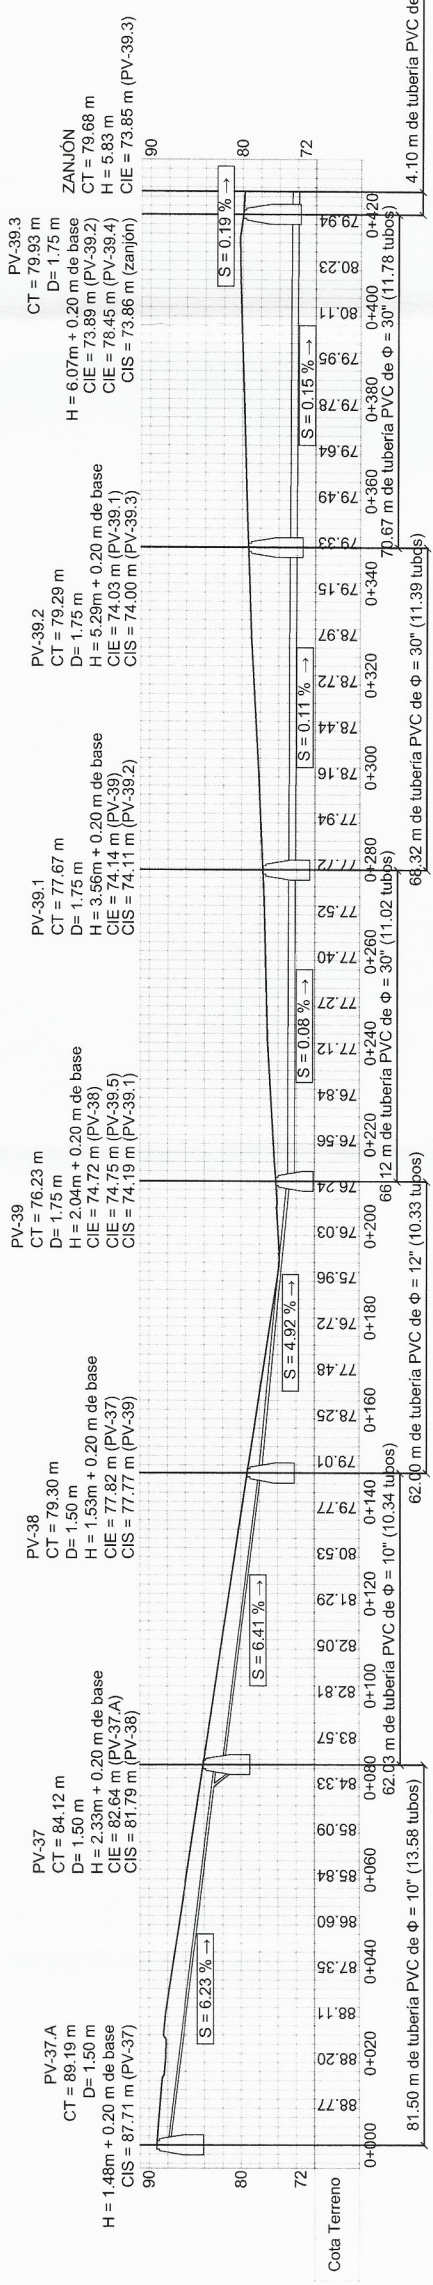 PV-37.A
CT = 89.19 m
D= 1.50 m
H = 1.48m + 0.20 m de base
CIS = 87.71 m (PV-37)
PV-37
CT = 84.12 m
D= 1.50 m
H = 2.33m + 0.20 m de base
CIE = 82.64 m (PV-37.A)
CIS = 81.79 m (PV-38)
PV-38
CT = 79.30 m
D= 1.50 m
H = 1.53m + 0.20 m de base
CIE = 77.82 m (PV-37)
CIS = 77.77 m (PV-39)
PV-39
CT = 76.23 m
D= 1.75 m
H = 2.04m + 0.20 m de base
CIE = 74.72 m (PV-38)
CIE = 74.75 m (PV-39.5)
CIS = 74.19 m (PV-39.1)
PV-39.1
CT = 77.67 m
D= 1.75 m
H = 3.56m + 0.20 m de base
CIE = 74.14 m (PV-39)
CIS = 74.11 m (PV-39.2)
PV-39.2
CT = 79.29 m
D= 1.75 m
H = 5.29m + 0.20 m de base
CIE = 74.03 m (PV-39.1)
CIS = 74.00 m (PV-39.3)
PV-39.3
CT = 79.93 m
D= 1.75 m
H = 6.07m + 0.20 m de base
CIE = 73.89 m (PV-39.2)
CIE = 78.45 m (PV-39.4)
CIS = 73.86 m (zanjón)
ZANJÓN
CT = 79.68 m
H = 5.83 m
CIE = 73.85 m (PV-39.3)
90
80
72
90
80
72
S = 6.23 % →
S = 6.41 % →
S = 4.92 % →
S = 0.08 % →
S = 0.11 % →
S = 0.15 % →
S = 0.19 % →
Cota Terreno
88.77
88.20
88.11
87.35
86.60
85.84
85.09
84.33
83.57
82.81
82.05
81.29
80.53
79.77
79.01
78.25
77.48
76.72
75.96
76.03
76.24
76.56
76.84
77.12
77.27
77.40
77.52
77.72
77.94
78.16
78.44
78.72
78.97
79.15
79.33
79.49
79.64
79.78
79.95
80.11
80.23
79.94
0+000
0+020
0+040
0+060
0+080
0+100
0+120
0+140
0+160
0+180
0+200
0+220
0+240
0+260
0+280
0+300
0+320
0+340
0+360
0+380
0+400
0+420
81.50 m de tubería PVC de Φ = 10" (13.58 tubos)
62.03 m de tubería PVC de Φ = 10" (10.34 tubos)
62.00 m de tubería PVC de Φ = 12" (10.33 tubos)
66.12 m de tubería PVC de Φ = 30" (11.02 tubos)
68.32 m de tubería PVC de Φ = 30" (11.39 tubos)
70.67 m de tubería PVC de Φ = 30" (11.78 tubos)
4.10 m de tubería PVC de